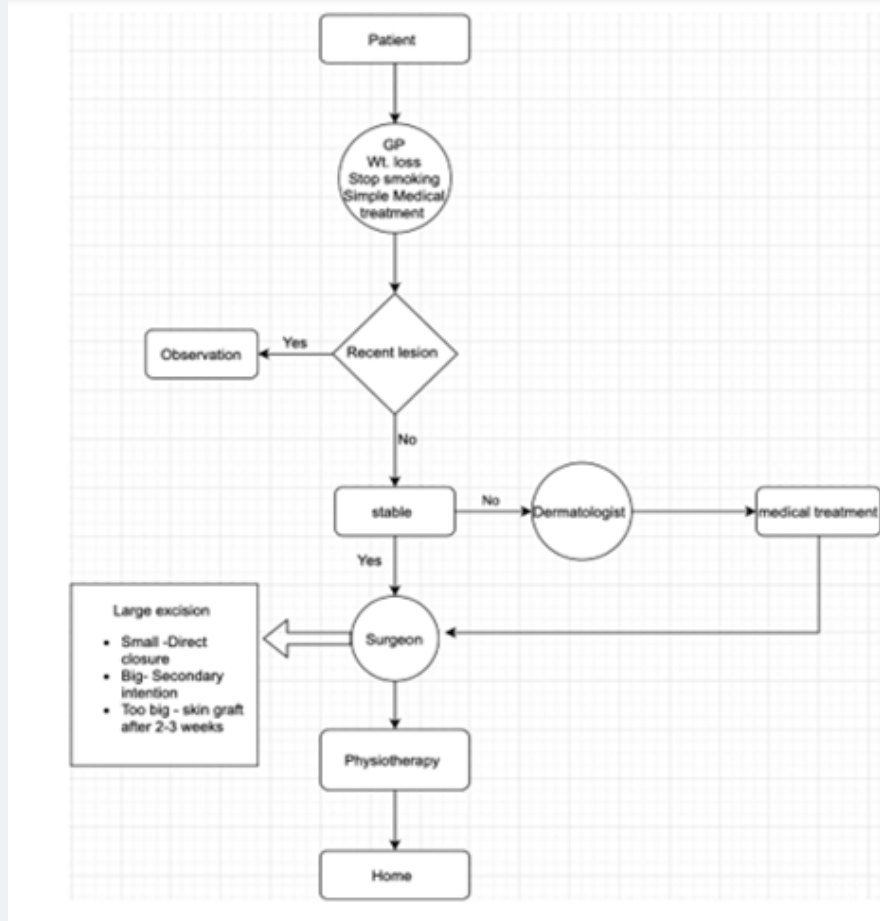 Patient
GP
Wt. loss
Stop smoking
Simple Medical
treatment
Recent lesion
Yes
Observation
No
stable
No
Dermatologist
medical treatment
Yes
Surgeon
Large excision
• Small -Direct
closure
• Big- Secondary
intention
• Too big - skin graft
after 2-3 weeks
Physiotherapy
Home